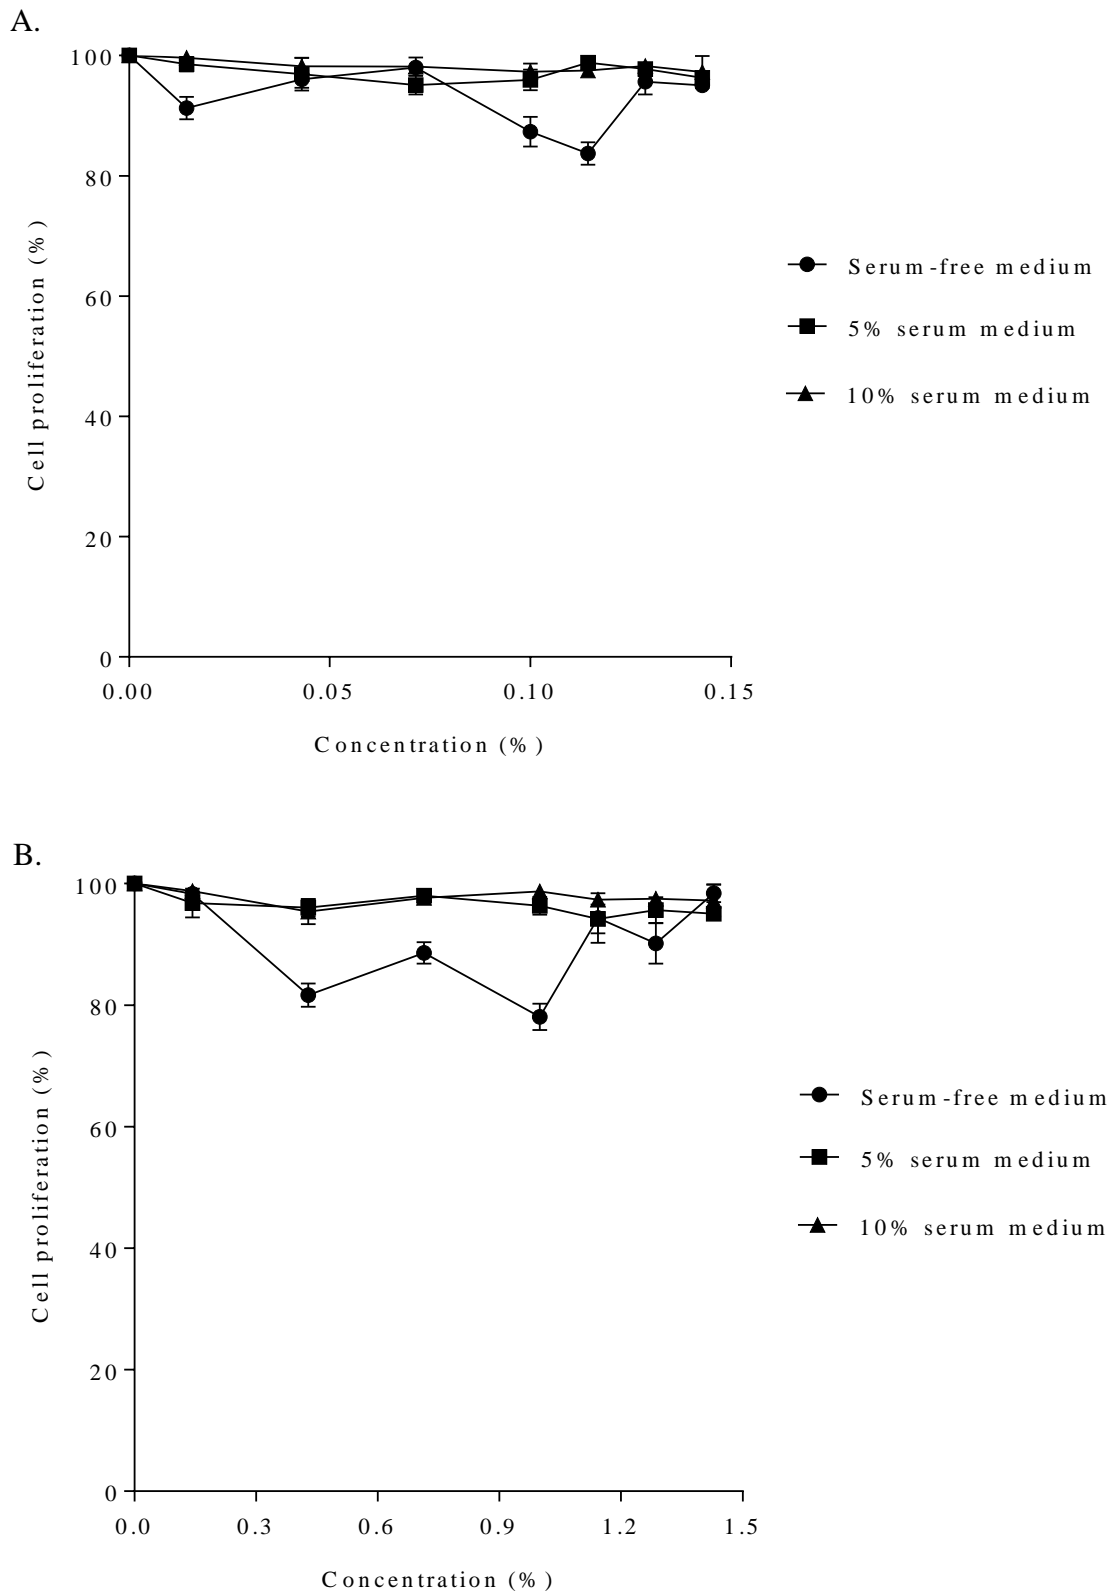 A.
100
80
60
40
20
0
0.00 0.05 0.10 0.15
Cell proliferation (%)
Concentration (%)
Serum-free medium
5% serum medium
10% serum medium
B.
100
80
60
40
20
0
0.0 0.3 0.6 0.9 1.2 1.5
Cell proliferation (%)
Concentration (%)
Serum-free medium
5% serum medium
10% serum medium